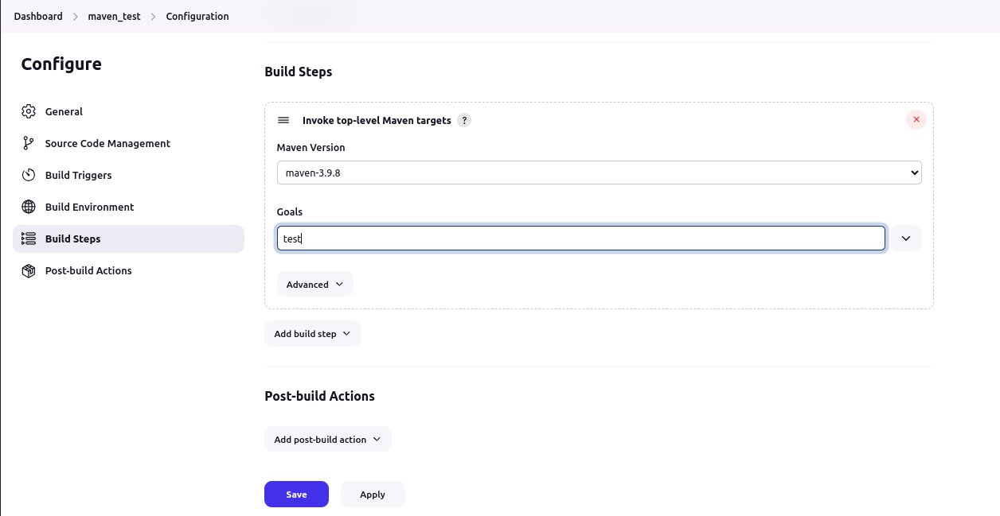 Dashboard > maven_test > Configuration
Configure
General
Source Code Management
Build Triggers
Build Environment
Build Steps
Post-build Actions
Build Steps
Invoke top-level Maven targets ?
Maven Version
maven-3.9.8
Goals
test
Advanced
Add build step
Post-build Actions
Add post-build action
Save Apply